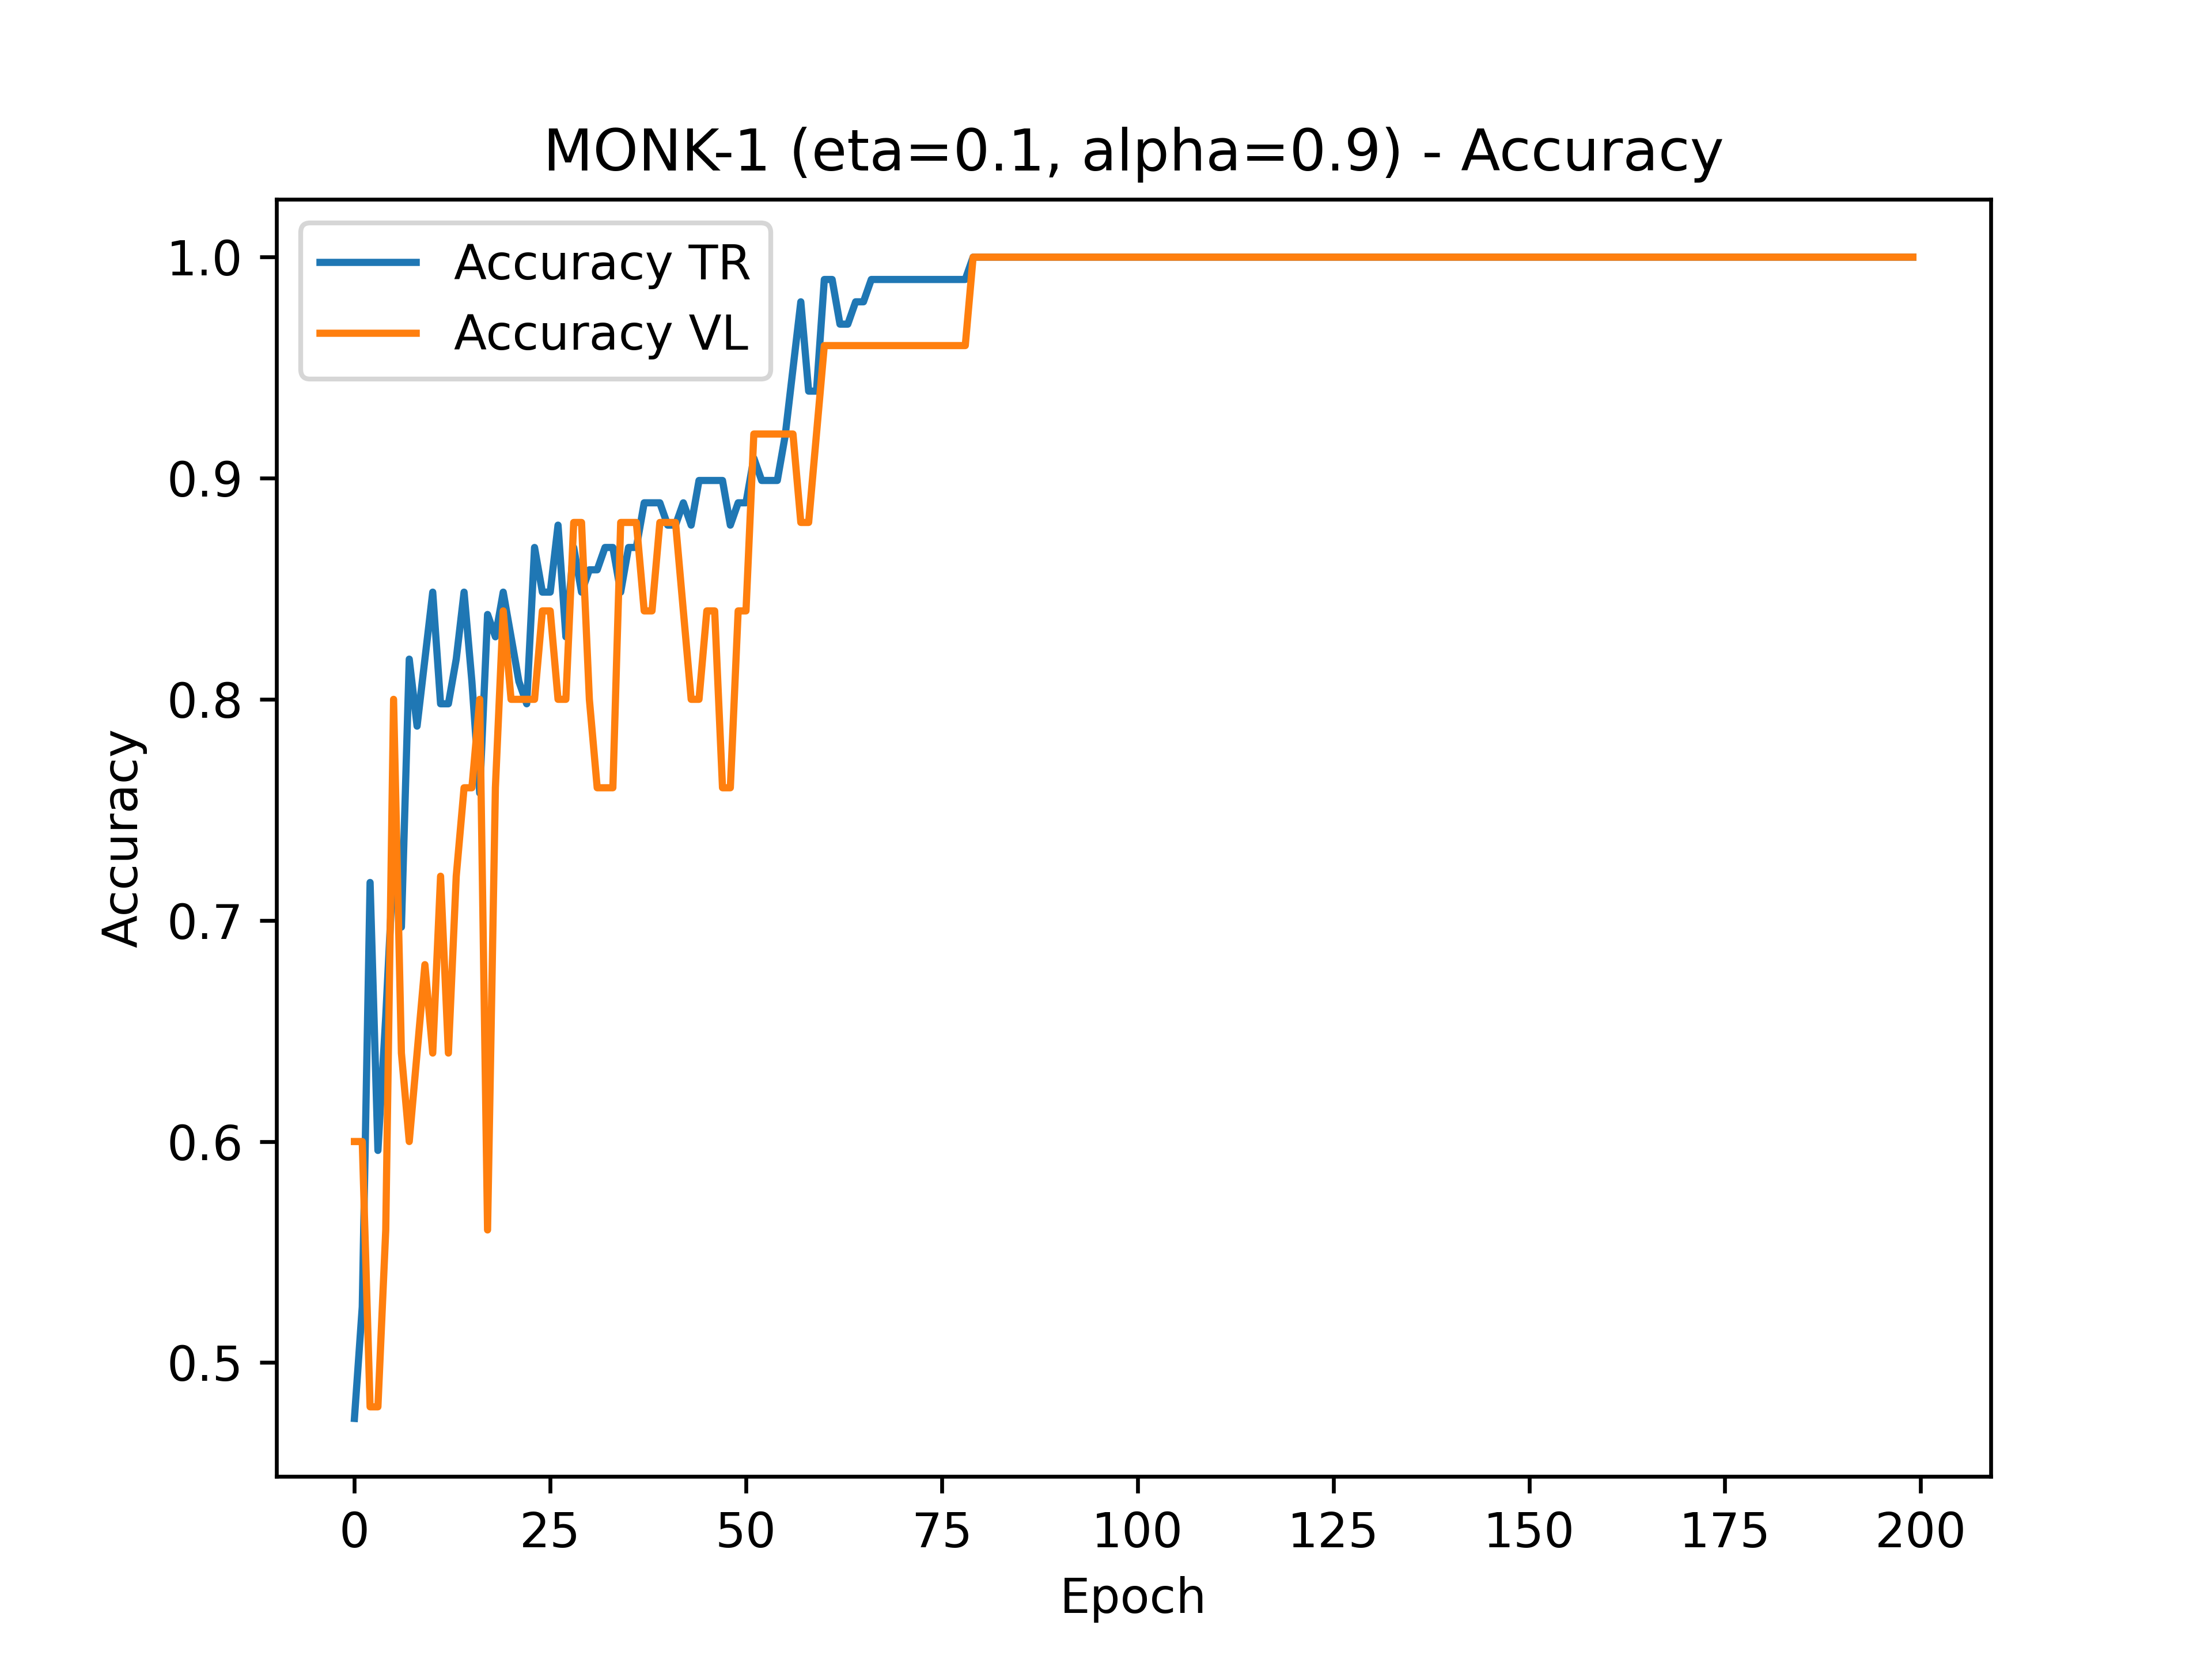 MONK-1 (eta=0.1, alpha=0.9) - Accuracy
Accuracy TR
Accuracy VL
1.0
0.9
0.8
0.7
0.6
0.5
Accuracy
0 25 50 75 100 125 150 175 200
Epoch